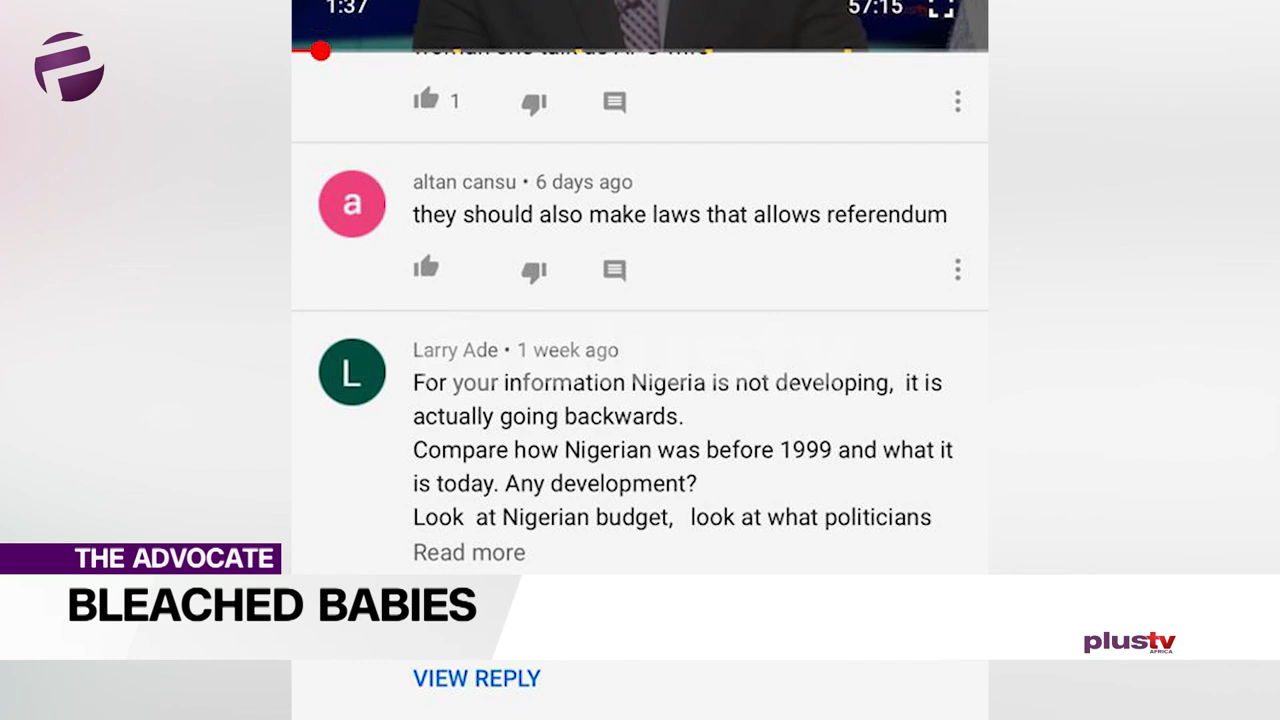 1:37
57:15
1
altan cansu • 6 days ago
they should also make laws that allows referendum
Larry Ade • 1 week ago
For your information Nigeria is not developing, it is
actually going backwards.
Compare how Nigerian was before 1999 and what it
is today. Any development?
Look at Nigerian budget, look at what politicians
Read more
THE ADVOCATE
BLEACHED BABIES
plustv
AFRICA
VIEW REPLY